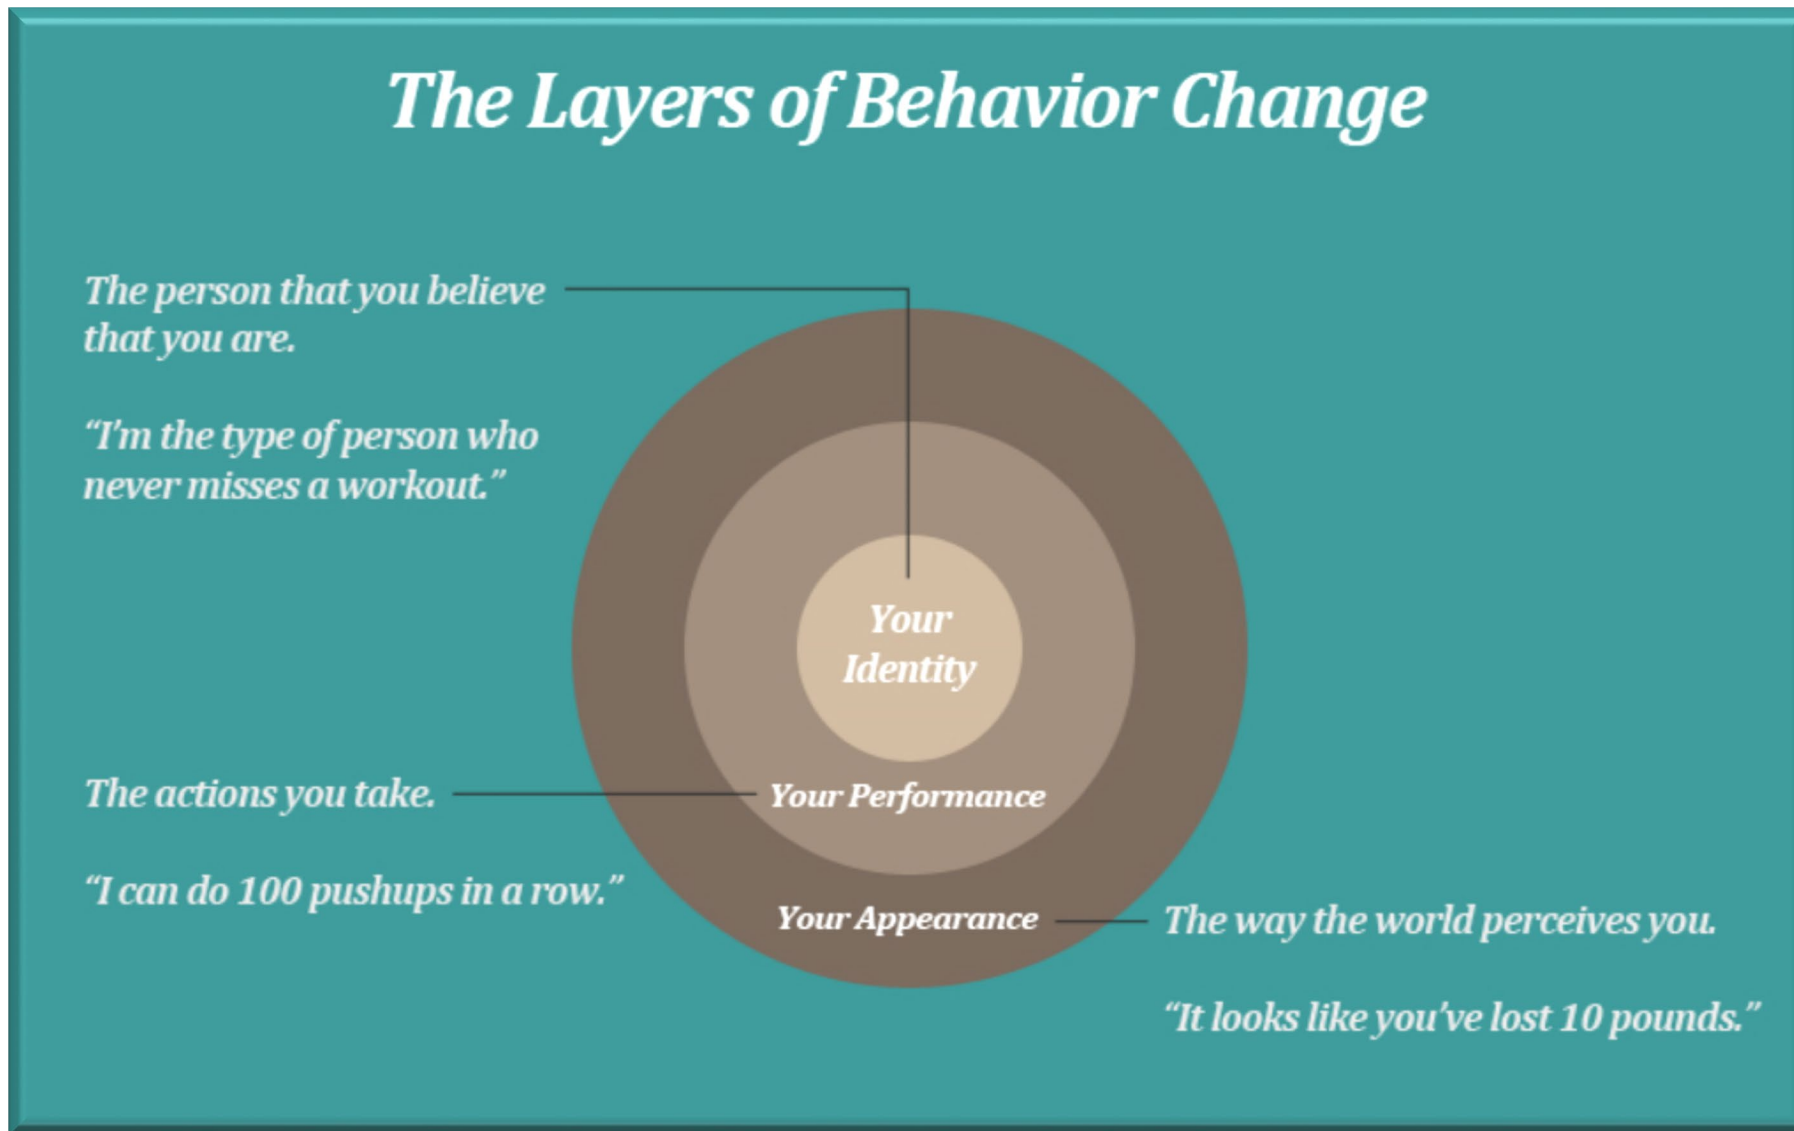 The Layers of Behavior Change
The person that you believe
that you are.
“I’m the type of person who
never misses a workout.”
Your
Identity
The actions you take.
Your Performance
“I can do 100 pushups in a row.”
Your Appearance
The way the world perceives you.
“It looks like you’ve lost 10 pounds.”